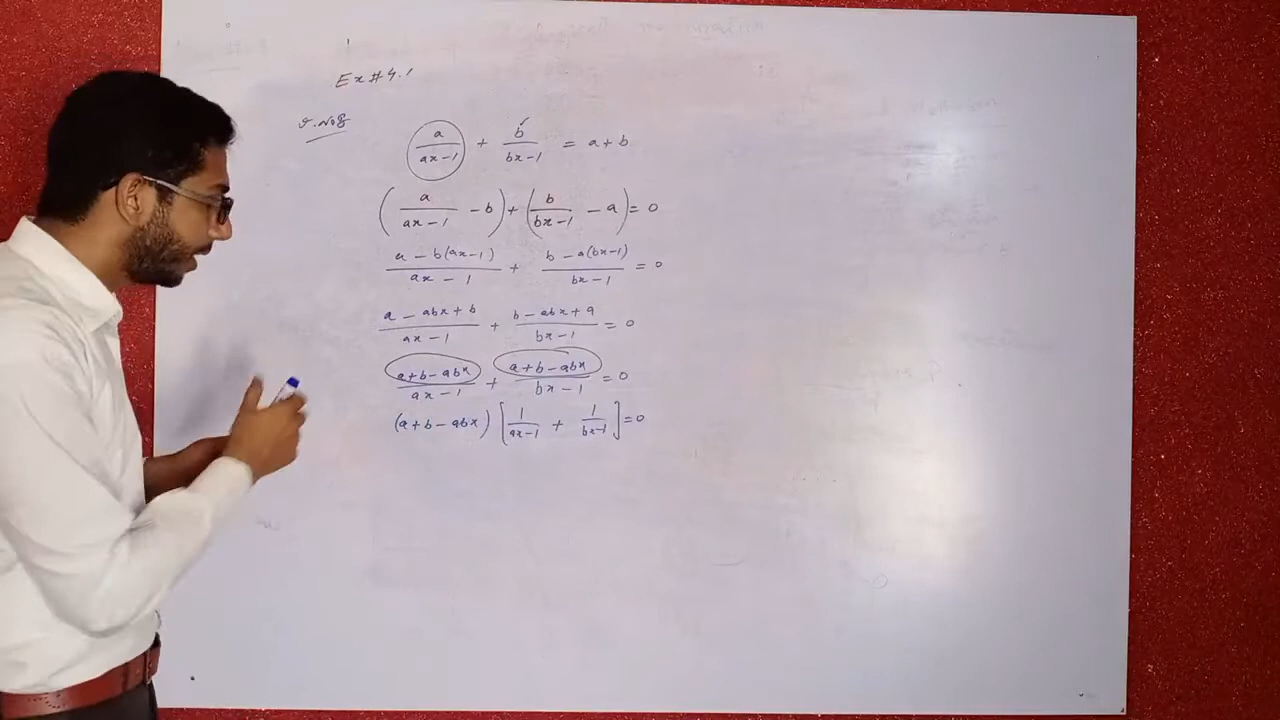 Ex # 4.1
a/(ax-1) + b/(bx-1) = a+b
(a/(ax-1) - b) + (b/(bx-1) - a) = 0
(a - b(ax-1))/(ax-1) + (b - a(bx-1))/(bx-1) = 0
(a - abx + b)/(ax-1) + (b - abx + a)/(bx-1) = 0
(a+b-abx)/(ax-1) + (a+b-abx)/(bx-1) = 0
(a+b-abx) [1/(ax-1) + 1/(bx-1)] = 0